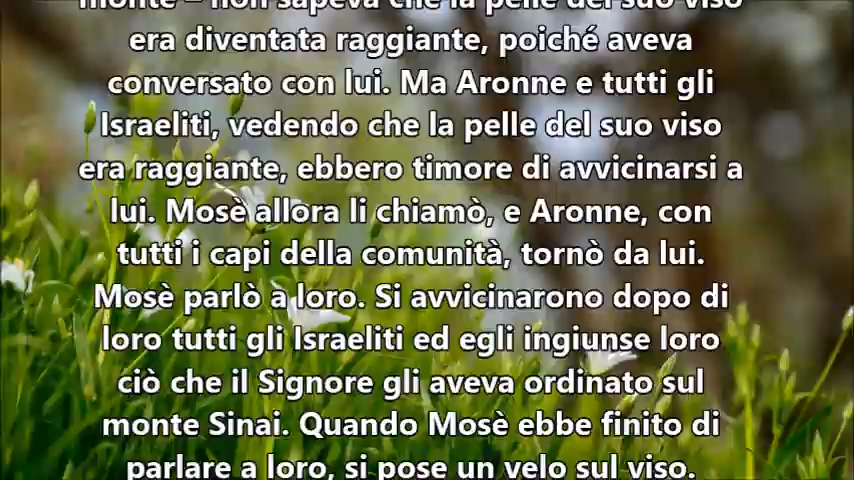 monte – non sapeva che la pelle del suo viso
era diventata raggiante, poiché aveva
conversato con lui. Ma Aronne e tutti gli
Israeliti, vedendo che la pelle del suo viso
era raggiante, ebbero timore di avvicinarsi a
lui. Mosè allora li chiamò, e Aronne, con
tutti i capi della comunità, tornò da lui.
Mosè parlò a loro. Si avvicinarono dopo di
loro tutti gli Israeliti ed egli ingiunse loro
ciò che il Signore gli aveva ordinato sul
monte Sinai. Quando Mosè ebbe finito di
parlare a loro, si pose un velo sul viso.